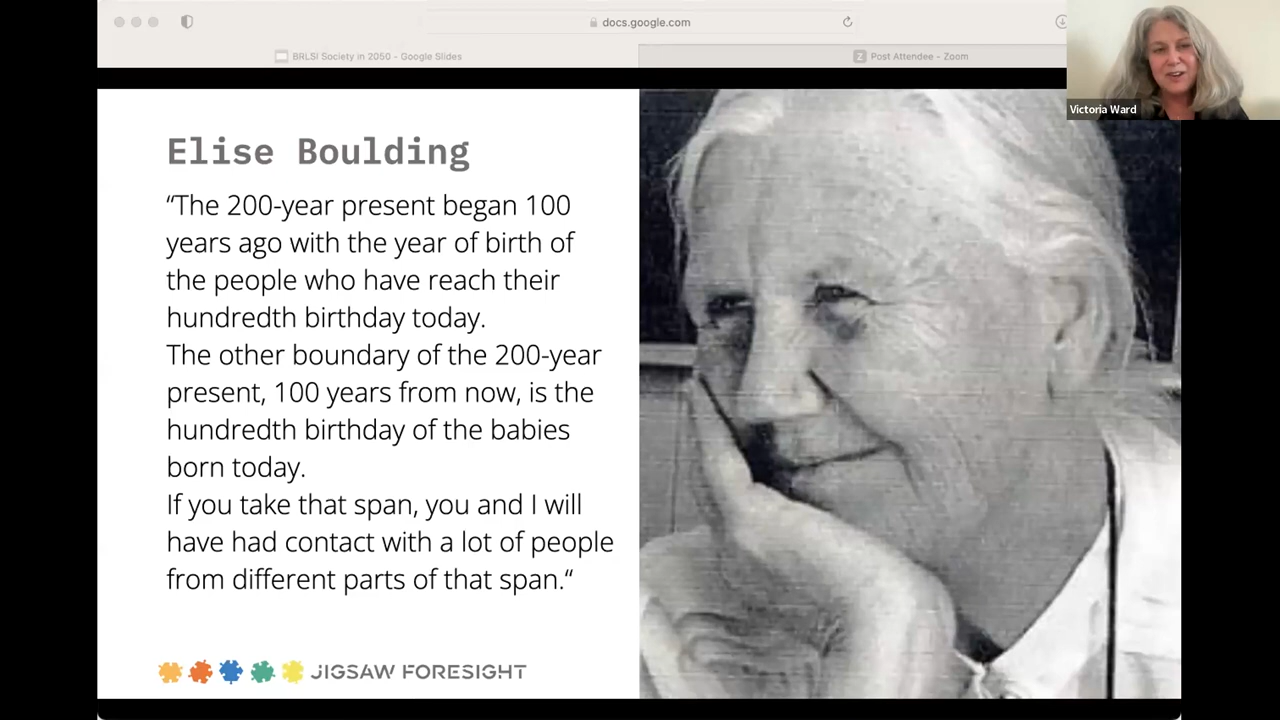 docs.google.com
BRLSI Society in 2050 - Google Slides
Post Attendee - Zoom
Victoria Ward
Elise Boulding
“The 200-year present began 100
years ago with the year of birth of
the people who have reach their
hundredth birthday today.
The other boundary of the 200-year
present, 100 years from now, is the
hundredth birthday of the babies
born today.
If you take that span, you and I will
have had contact with a lot of people
from different parts of that span.“
JIGSAW FORESIGHT